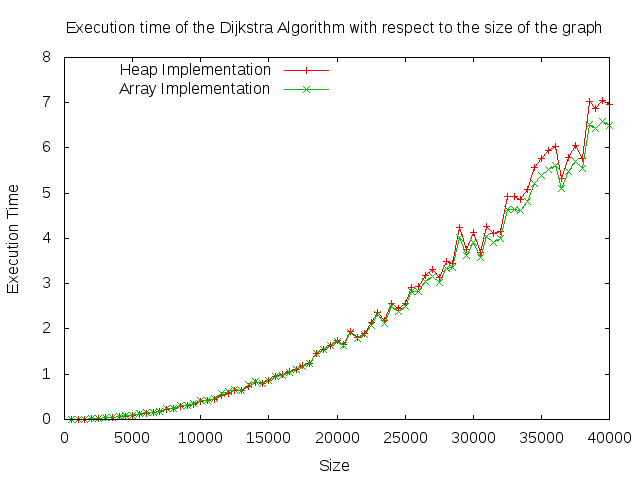 Execution time of the Dijkstra Algorithm with respect to the size of the graph
Heap Implementation
Array Implementation
Execution Time
8
7
6
5
4
3
2
1
0
0 5000 10000 15000 20000 25000 30000 35000 40000
Size